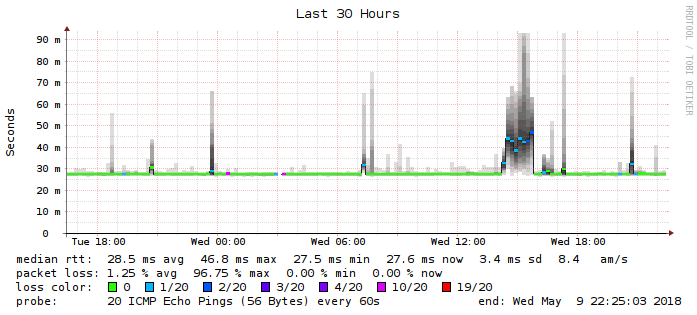 Last 30 Hours
RRDTOOL / TOBI OETIKER
Seconds
90 m
80 m
70 m
60 m
50 m
40 m
30 m
20 m
10 m
0
Tue 18:00 Wed 00:00 Wed 06:00 Wed 12:00 Wed 18:00
median rtt: 28.5 ms avg 46.8 ms max 27.5 ms min 27.6 ms now 3.4 ms sd 8.4 am/s
packet loss: 1.25 % avg 96.75 % max 0.00 % min 0.00 % now
loss color: 0 1/20 2/20 3/20 4/20 10/20 19/20
probe: 20 ICMP Echo Pings (56 Bytes) every 60s end: Wed May 9 22:25:03 2018